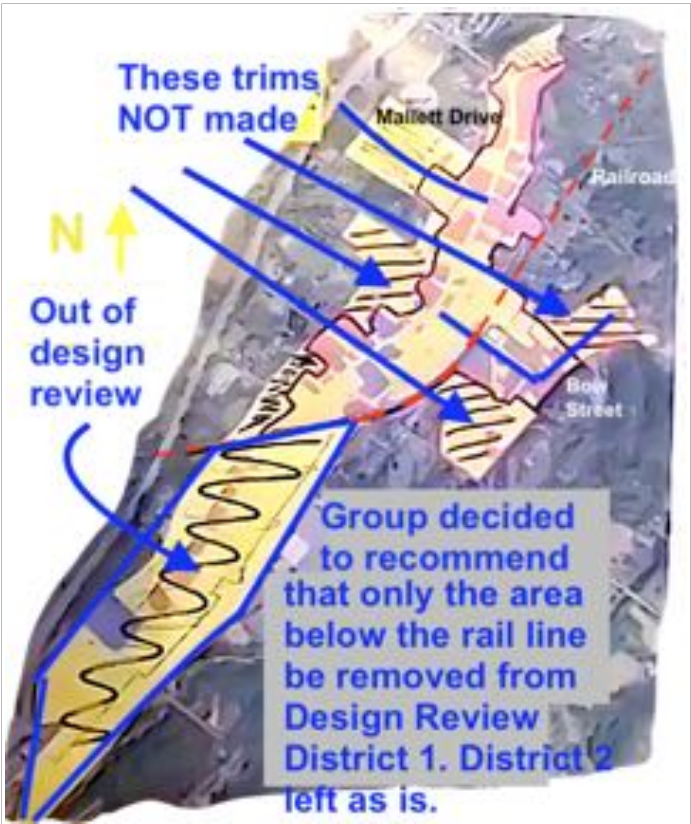 These trims
NOT made
Mallett Drive
Railroad
N
Out of
design
review
Bow
Street
Group decided
to recommend
that only the area
below the rail line
be removed from
Design Review
District 1. District 2
left as is.